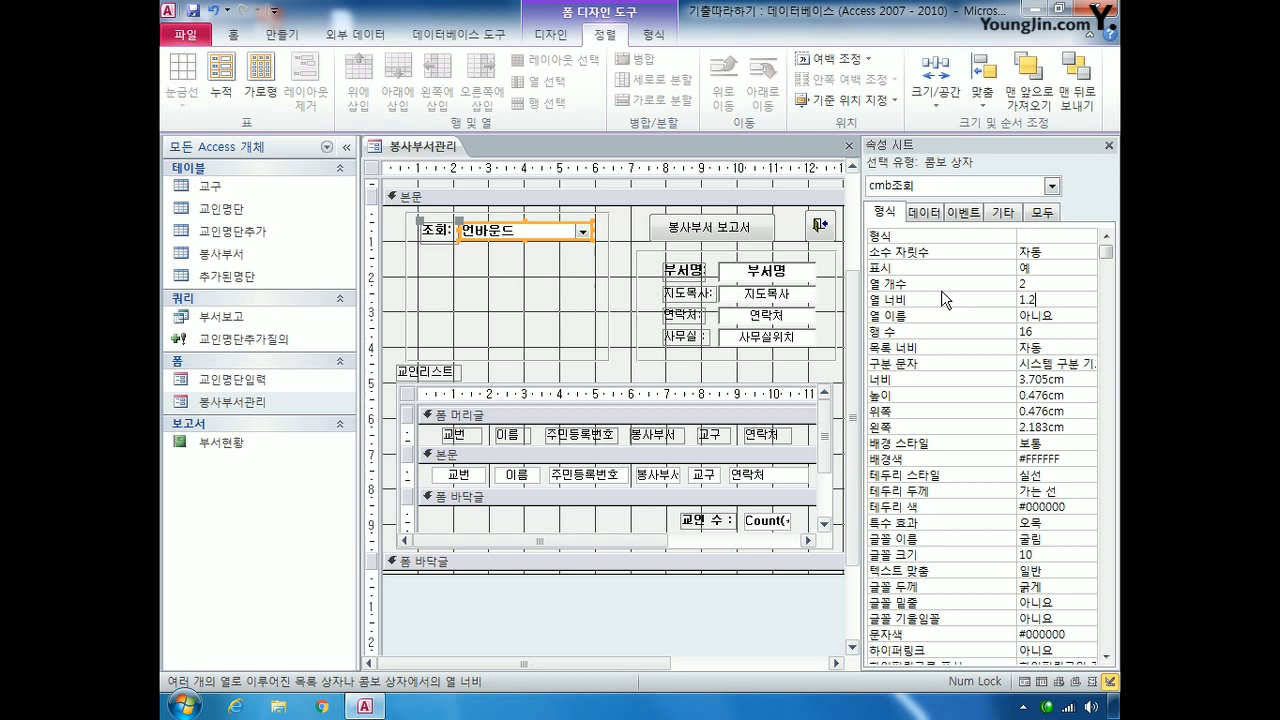 폼 디자인 도구
기출따라하기 : 데이터베이스 (Access 2007 - 2010) - Micros...
Younglin.com
파일 홈 만들기 외부 데이터 데이터베이스 도구 디자인 정렬 형식
눈금선
누적
가로형
레이아웃 제거
표
위에 삽입
아래에 삽입
왼쪽에 삽입
오른쪽에 삽입
레이아웃 선택
열 선택
행 선택
행 및 열
병합
세로로 분할
가로로 분할
병합/분할
위로 이동
아래로 이동
이동
여백 조정
안쪽 여백 조정
기준 위치 지정
위치
크기/공간
맞춤
맨 앞으로 가져오기
맨 뒤로 보내기
크기 및 순서 조정
모든 Access 개체
테이블
교구
교인명단
교인명단추가
봉사부서
추가된명단
쿼리
부서보고
교인명단추가질의
폼
교인명단입력
봉사부서관리
보고서
부서현황
봉사부서관리
1 2 3 4 5 6 7 8 9 10 11 12
본문
조회: 언바운드
봉사부서 보고서
부서명: 부서명
지도목사: 지도목사
연락처: 연락처
사무실 : 사무실위치
교인리스트
1 2 3 4 5 6 7 8 9 10
폼 머리글
교번 이름 주민등록번호 봉사부서 교구 연락처
본문
교번 이름 주민등록번호 봉사부서 교구 연락처
폼 바닥글
교인 수 : Count(
폼 바닥글
속성 시트
선택 유형: 콤보 상자
cmb조회
형식 데이터 이벤트 기타 모두
형식
소수 자릿수 자동
표시 예
열 개수 2
열 너비 1.2
열 이름 아니요
행 수 16
목록 너비 자동
구분 문자 시스템 구분 기
너비 3.705cm
높이 0.476cm
위쪽 0.476cm
왼쪽 2.183cm
배경 스타일 보통
배경색 #FFFFFF
테두리 스타일 실선
테두리 두께 가는 선
테두리 색 #000000
특수 효과 오목
글꼴 이름 굴림
글꼴 크기 10
텍스트 맞춤 일반
글꼴 두께 굵게
글꼴 밑줄 아니요
글꼴 기울임꼴 아니요
문자색 #000000
하이퍼링크 아니요
여러 개의 열로 이루어진 목록 상자나 콤보 상자에서의 열 너비
Num Lock